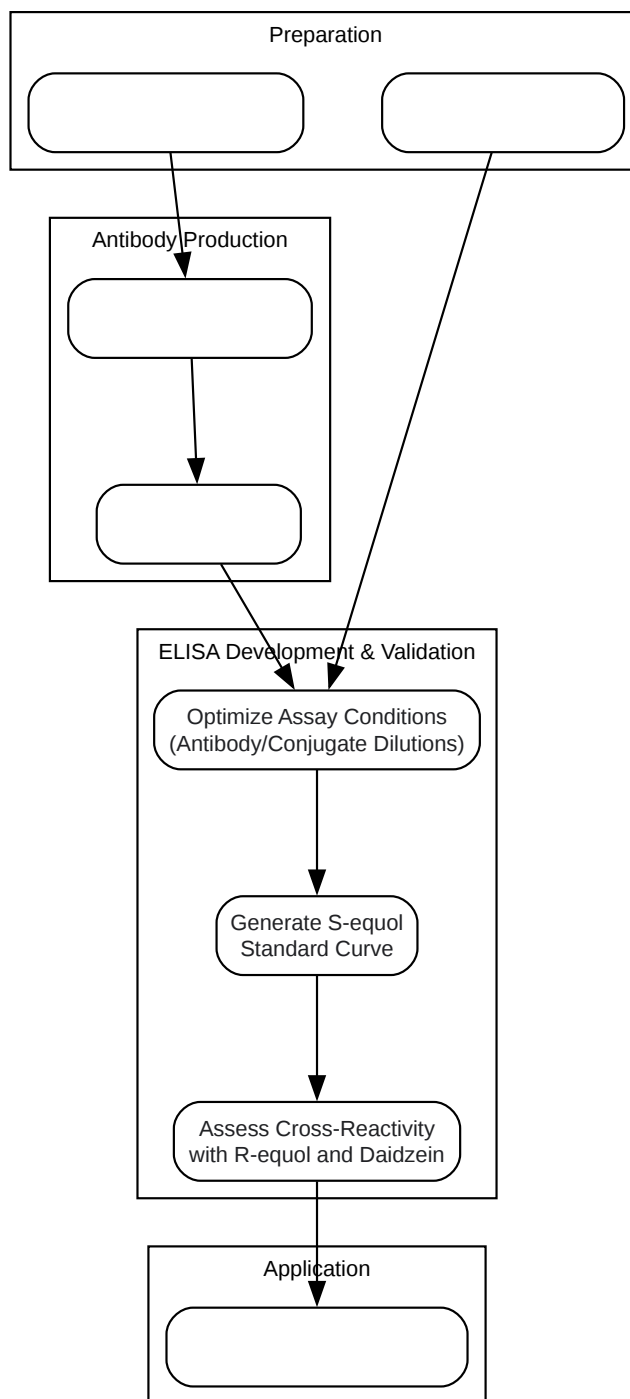 Preparation
Antibody Production
ELISA Development & Validation
Optimize Assay Conditions
(Antibody/Conjugate Dilutions)
Generate S-equol
Standard Curve
Assess Cross-Reactivity
with R-equol and Daidzein
Application